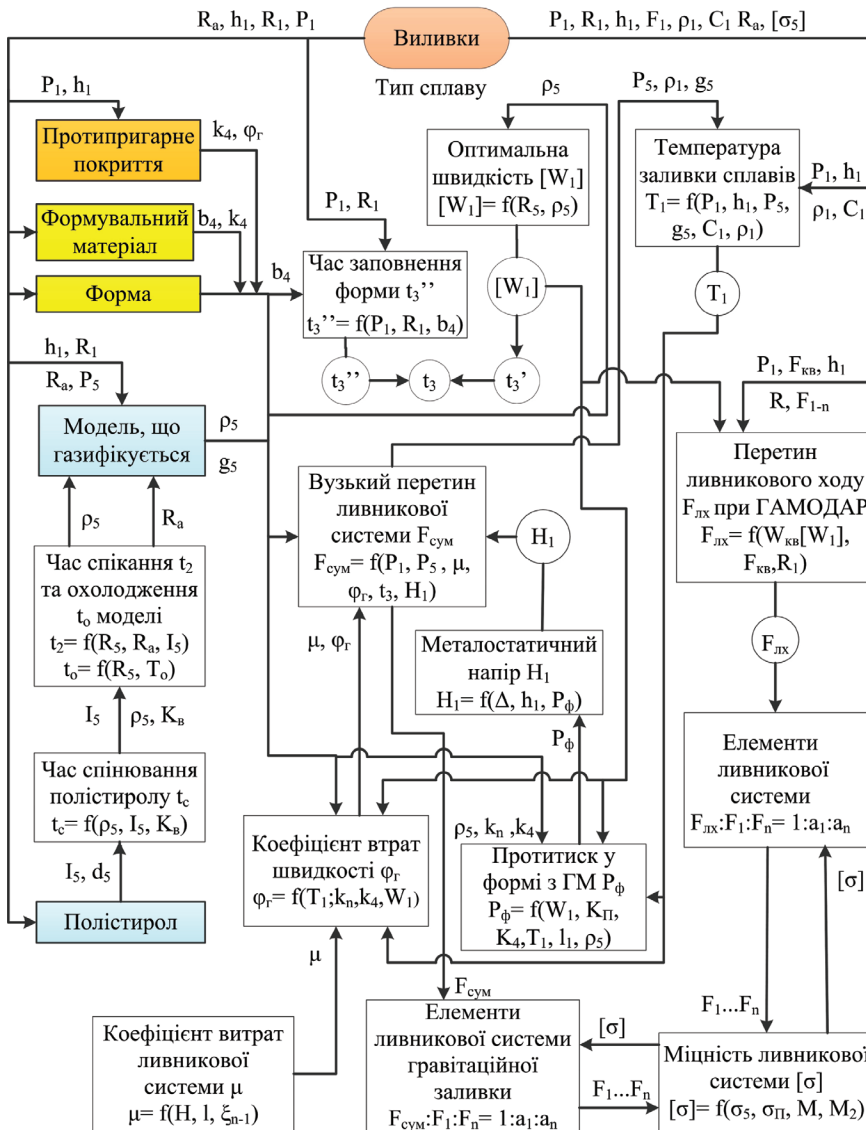 Rₐ, h₁, R₁, P₁
Виливки
P₁, R₁, h₁, F₁, ρ₁, C₁ Rₐ, [σ₅]
Тип сплаву
P₁, h₁
Протипригарне
покриття
k₄, φг
Формувальний
матеріал
b₄, k₄
Форма
b₄
P₁, R₁
Час заповнення
форми t₃''
t₃''= f(P₁, R₁, b₄)
t₃''
t₃
t₃'
ρ₅
Оптимальна
швидкість [W₁]
[W₁]= f(R₅, ρ₅)
[W₁]
P₅, ρ₁, g₅
Температура
заливки сплавів
T₁= f(P₁, h₁, P₅,
g₅, C₁, ρ₁)
P₁, h₁
ρ₁, C₁
T₁
h₁, R₁
Rₐ, P₅
Модель, що
газифікується
ρ₅
g₅
ρ₅
Rₐ
Час спікання t₂
та охолодження
tₒ моделі
t₂= f(R₅, Rₐ, I₅)
tₒ= f(R₅, Tₒ)
I₅
ρ₅, Kв
Час спінювання
полістиролу tс
tс= f(ρ₅, I₅, Kв)
I₅, d₅
Полістирол
Вузький перетин
ливникової
системи Fсум
Fсум= f(P₁, P₅ , μ,
φг, t₃, H₁)
H₁
μ, φг
Металостатичний
напір H₁
H₁= f(Δ, h₁, Pф)
Pф
P₁, Fкв, h₁
R, F₁₋ₙ
Перетин
ливникового ходу
Fлх при ГАМОДАР
Fлх= f(Wкв[W₁],
Fкв,R₁)
Fлх
Елементи
ливникової
системи
Fлх:F₁:Fₙ= 1:a₁:aₙ
[σ]
Коефіцієнт втрат
швидкості φг
φг= f(T₁;kₙ,k₄,W₁)
μ
ρ₅, kₙ ,k₄
Протитиск у
формі з ГМ Pф
Pф= f(W₁, KП,
K₄,T₁, l₁, ρ₅)
Fсум
Коефіцієнт витрат
ливникової
системи μ
μ= f(H, l, ξₙ₋₁)
Елементи
ливникової системи
гравітаційної
заливки
Fсум:F₁:Fₙ= 1:a₁:aₙ
[σ]
F₁...Fₙ
F₁...Fₙ
Міцність ливникової
системи [σ]
[σ]= f(σ₅, σП, M, M₂)